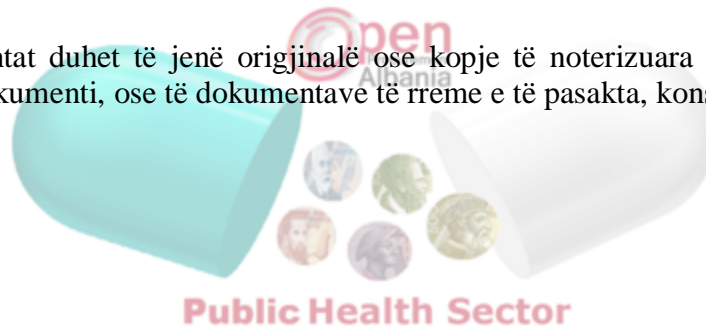 Open
ntat duhet të jenë origjinalë ose kopje të noterizuara
Albania
kumenti, ose të dokumentave të rreme e të pasakta, kons
Public Health Sector